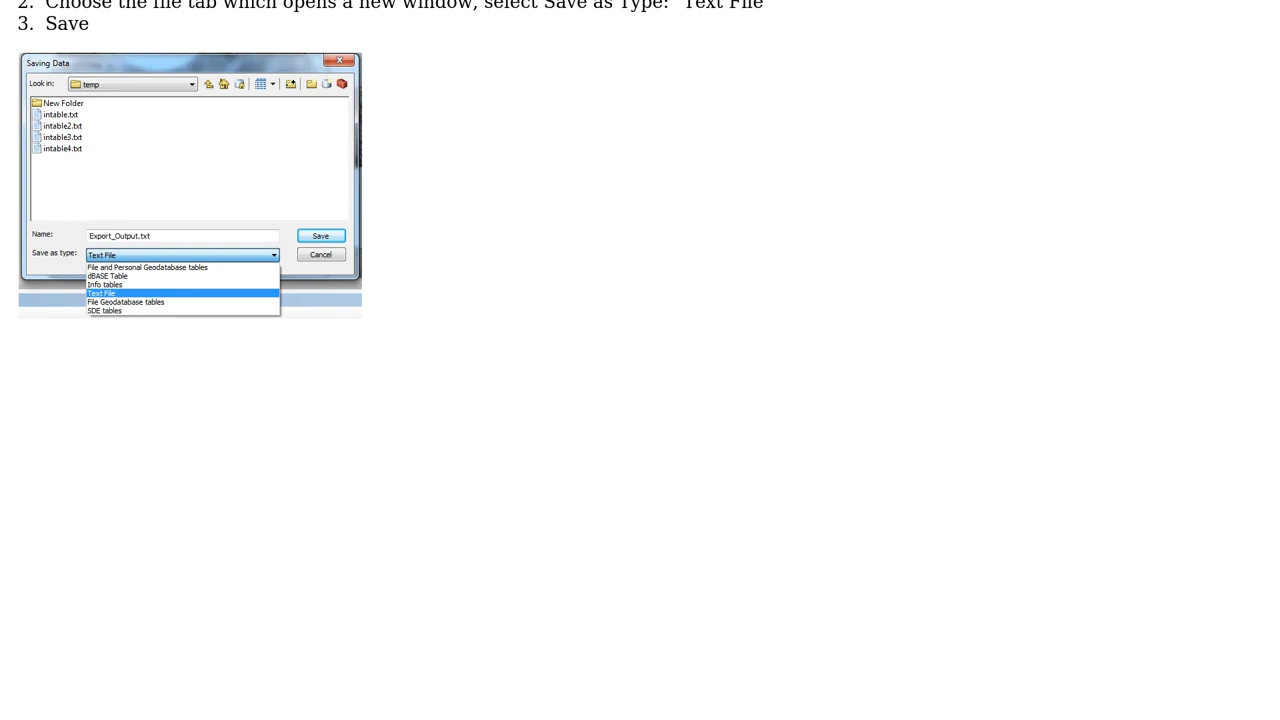 2. Choose the file tab which opens a new window, select Save as Type: "Text File"
3. Save
Saving Data
Look in: temp
New Folder
intable.txt
intable2.txt
intable3.txt
intable4.txt
Name: Export_Output.txt Save
Save as type: Text File Cancel
File and Personal Geodatabase tables
dBASE Table
Info tables
Text File
File Geodatabase tables
SDE tables